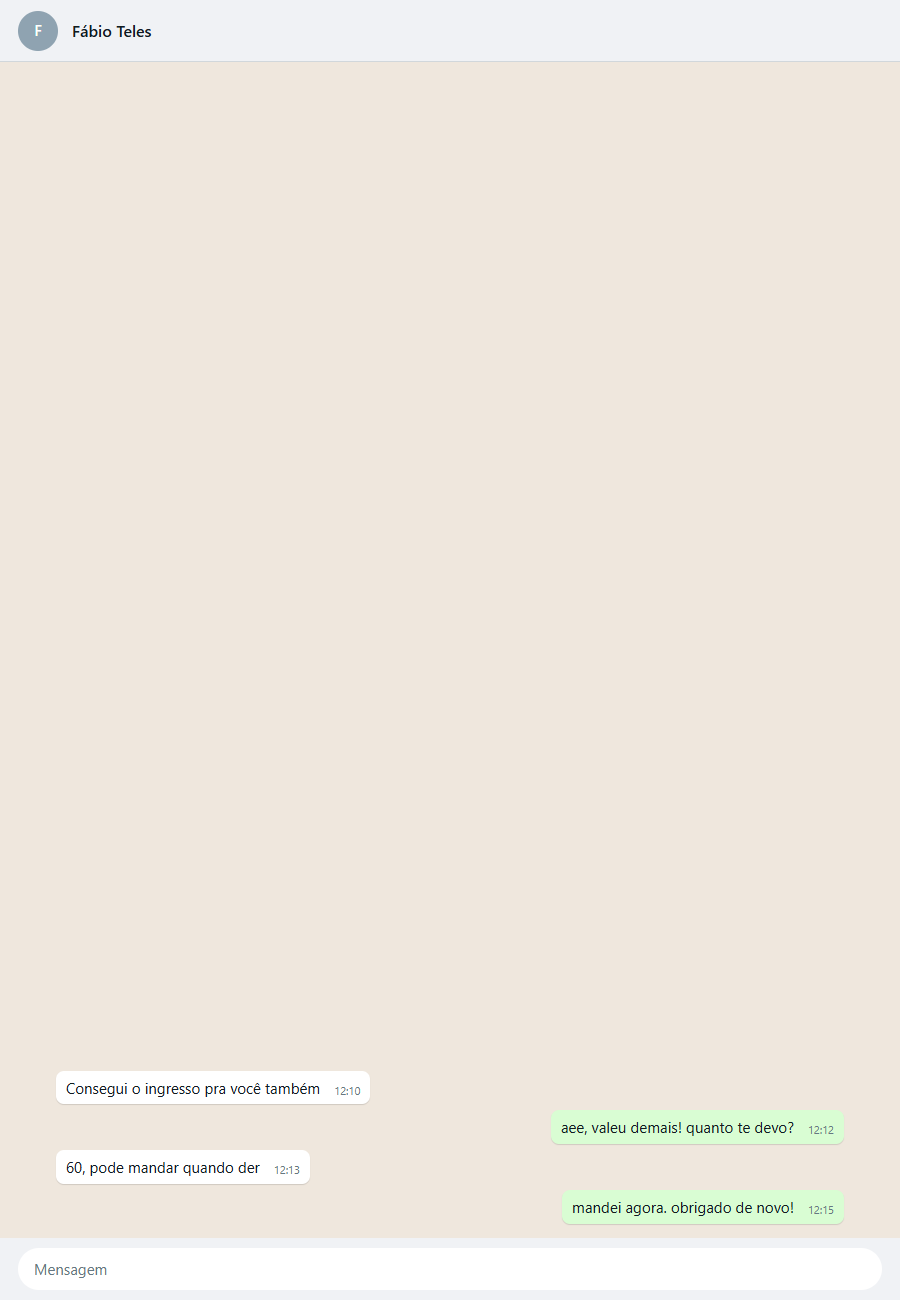 F
Fábio Teles
Consegui o ingresso pra você também 12:10
aee, valeu demais! quanto te devo? 12:12
60, pode mandar quando der 12:13
mandei agora. obrigado de novo! 12:15
Mensagem